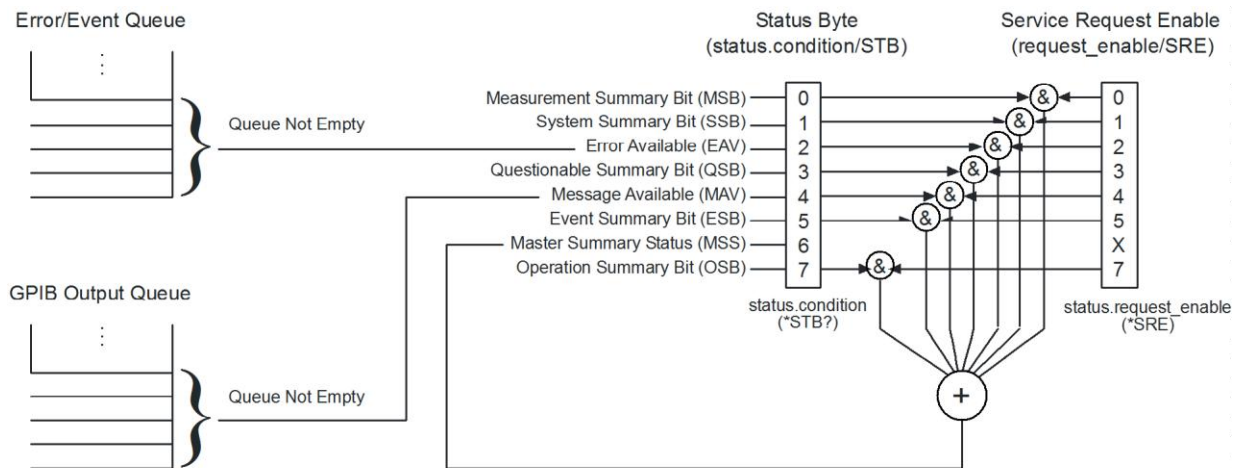 Error/Event Queue
Status Byte
(status.condition/STB)
Service Request Enable
(request_enable/SRE)
Queue Not Empty
Measurement Summary Bit (MSB)
System Summary Bit (SSB)
Error Available (EAV)
Questionable Summary Bit (QSB)
Message Available (MAV)
Event Summary Bit (ESB)
Master Summary Status (MSS)
Operation Summary Bit (OSB)
0
1
2
3
4
5
6
7
&
&
&
&
&
&
&
0
1
2
3
4
5
X
7
status.condition
(*STB?)
status.request_enable
(*SRE)
GPIB Output Queue
Queue Not Empty
+